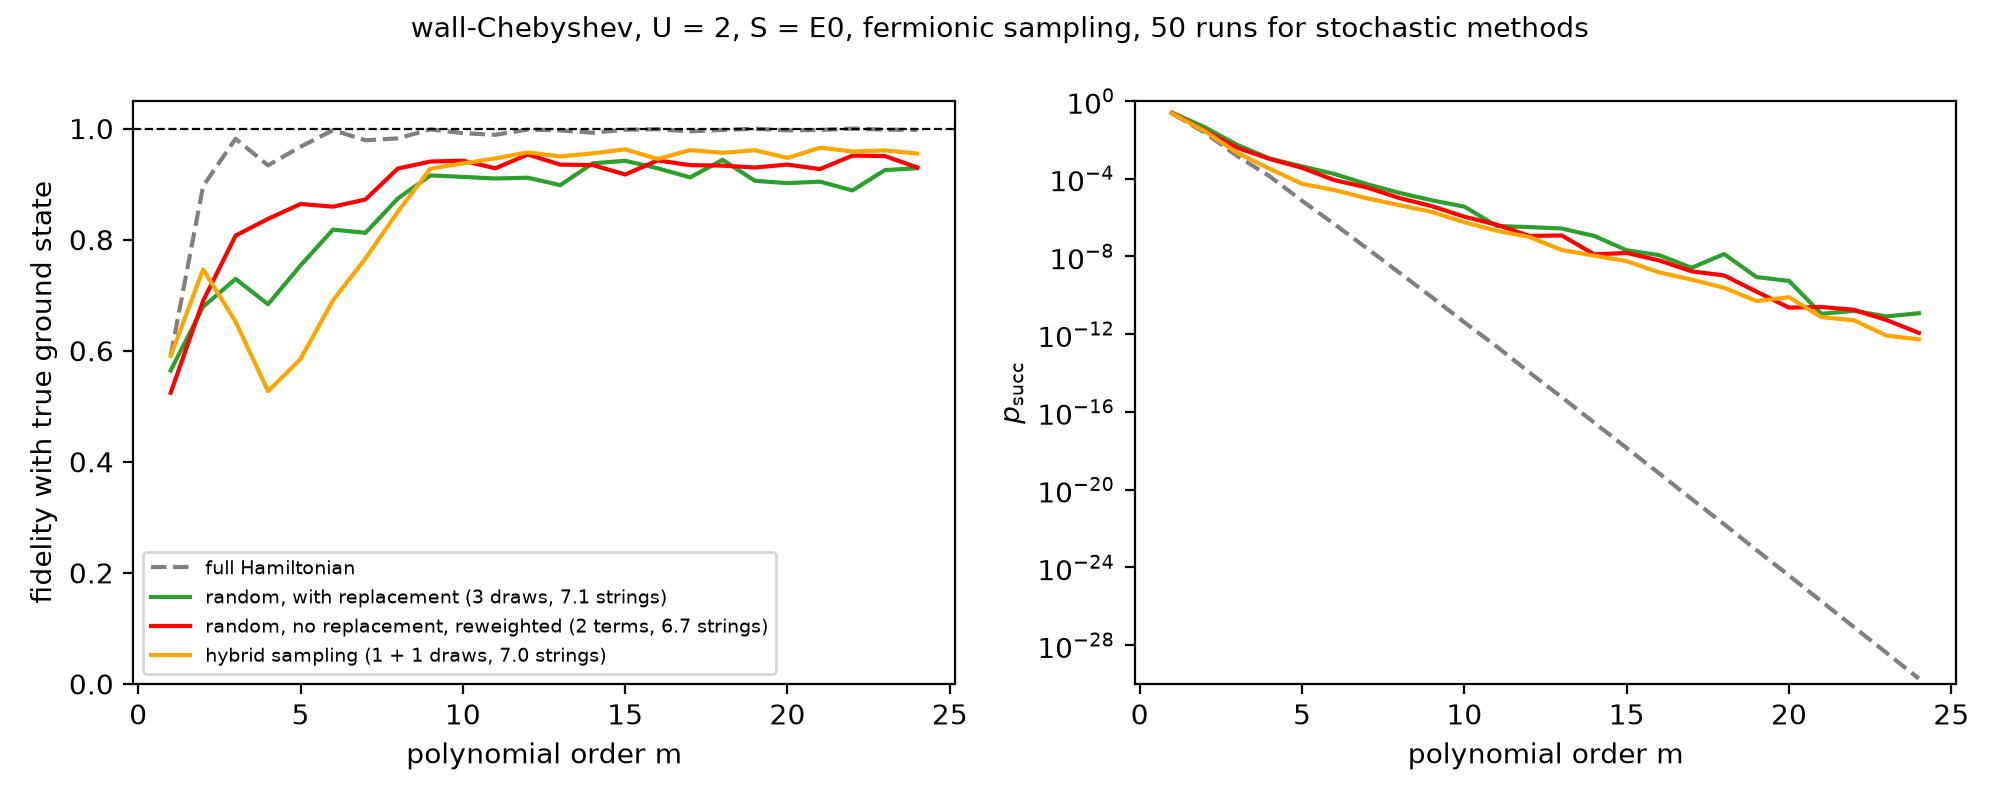 wall-Chebyshev, U = 2, S = E0, fermionic sampling, 50 runs for stochastic methods
fidelity with true ground state
1.0
0.8
0.6
0.4
0.2
0.0
full Hamiltonian
random, with replacement (3 draws, 7.1 strings)
random, no replacement, reweighted (2 terms, 6.7 strings)
hybrid sampling (1 + 1 draws, 7.0 strings)
0 5 10 15 20 25
polynomial order m
p_succ
10^0
10^-4
10^-8
10^-12
10^-16
10^-20
10^-24
10^-28
0 5 10 15 20 25
polynomial order m